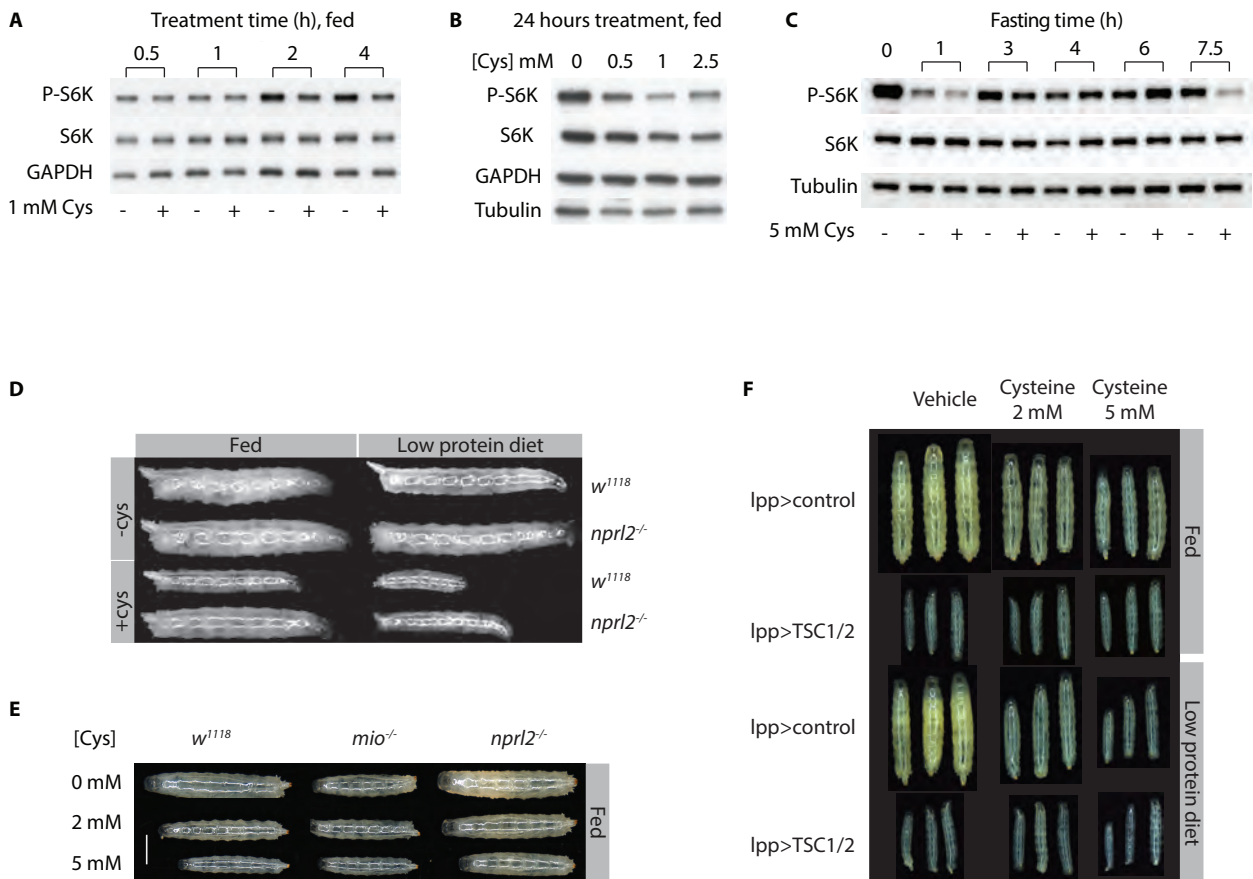 A
Treatment time (h), fed
0.5 1 2 4
P-S6K
S6K
GAPDH
1 mM Cys - + - + - + - +
B
24 hours treatment, fed
[Cys] mM 0 0.5 1 2.5
P-S6K
S6K
GAPDH
Tubulin
C
Fasting time (h)
0 1 3 4 6 7.5
P-S6K
S6K
Tubulin
5 mM Cys - - + - + - + - + - +
D
Fed Low protein diet
-cys
w1118
nprl2-/-
+cys
w1118
nprl2-/-
E
[Cys] w1118 mio-/- nprl2-/-
0 mM
2 mM
5 mM
Fed
F
Vehicle Cysteine 2 mM Cysteine 5 mM
lpp>control
lpp>TSC1/2
Fed
lpp>control
lpp>TSC1/2
Low protein diet